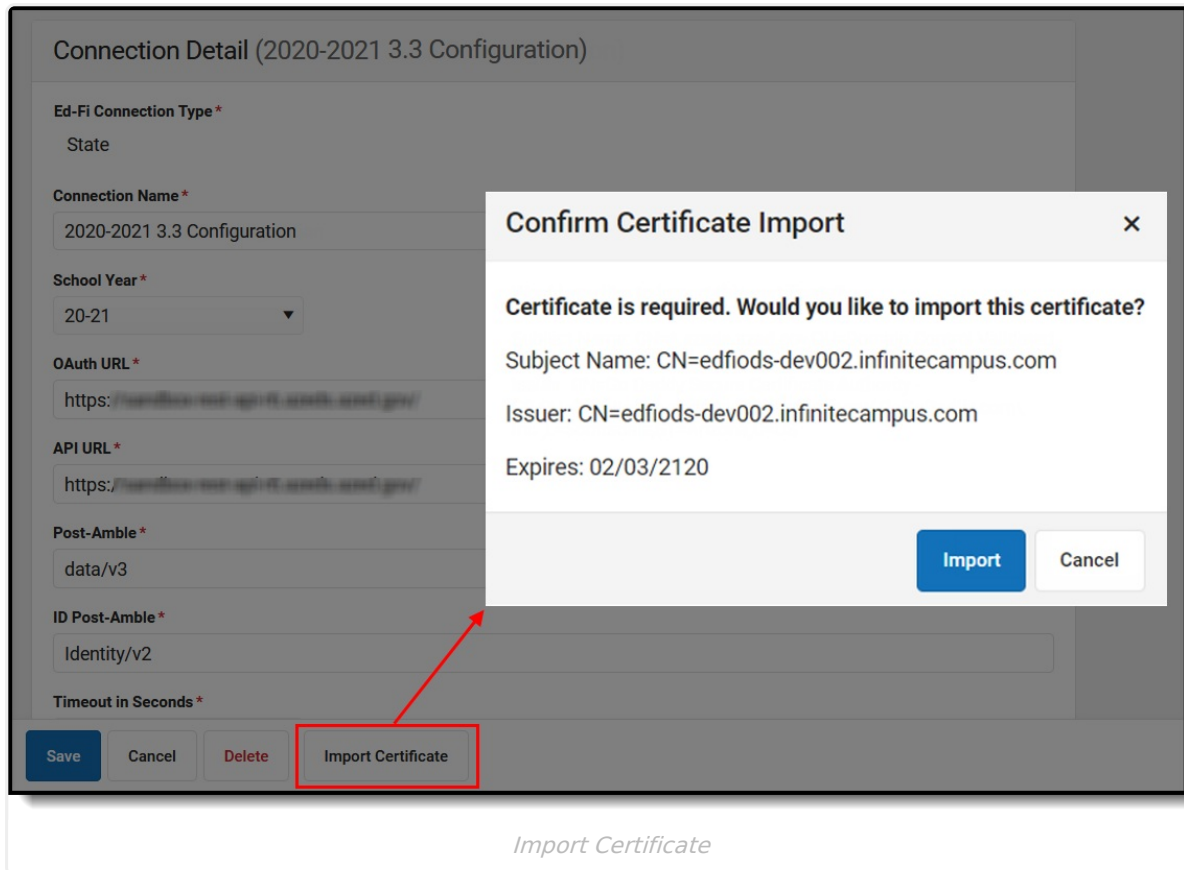 Connection Detail (2020-2021 3.3 Configuration)
Ed-Fi Connection Type*
State
Connection Name*
2020-2021 3.3 Configuration
School Year*
20-21
OAuth URL*
https:/
API URL*
https:/
Post-Amble*
data/v3
ID Post-Amble*
Identity/v2
Timeout in Seconds*
Save Cancel Delete Import Certificate
Confirm Certificate Import ×
Certificate is required. Would you like to import this certificate?
Subject Name: CN=edfiods-dev002.infinitecampus.com
Issuer: CN=edfiods-dev002.infinitecampus.com
Expires: 02/03/2120
Import Cancel
Import Certificate